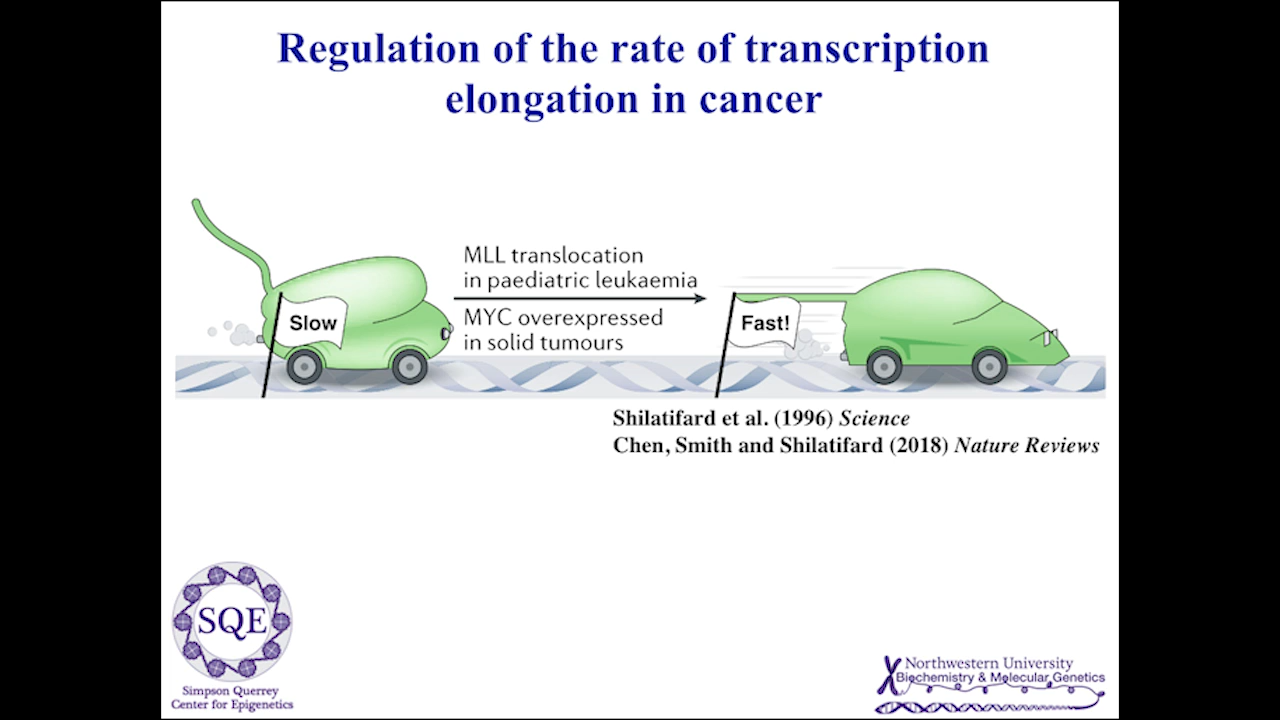 Regulation of the rate of transcription
elongation in cancer
MLL translocation
in paediatric leukaemia
Slow
MYC overexpressed
in solid tumours
Fast!
Shilatifard et al. (1996) Science
Chen, Smith and Shilatifard (2018) Nature Reviews
SQE
Simpson Querrey
Center for Epigenetics
Northwestern University
Biochemistry & Molecular Genetics